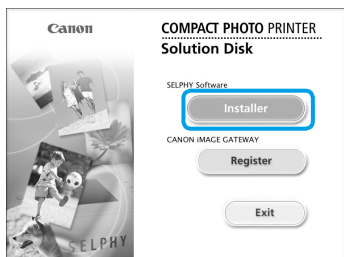 Canon
COMPACT PHOTO PRINTER
Solution Disk
SELPHY Software
Installer
CANON IMAGE GATEWAY
Register
Exit
SELPHY